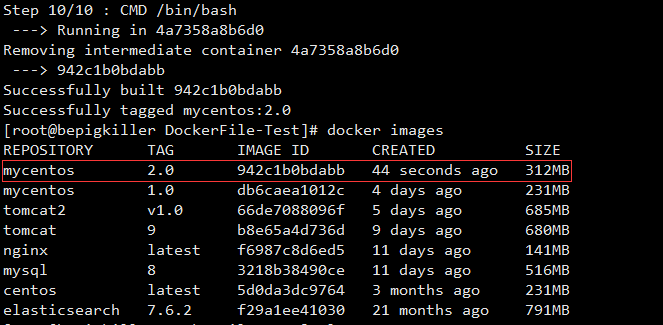 Step 10/10 : CMD /bin/bash
---> Running in 4a7358a8b6d0
Removing intermediate container 4a7358a8b6d0
---> 942c1b0bdabb
Successfully built 942c1b0bdabb
Successfully tagged mycentos:2.0
[root@bepigkiller DockerFile-Test]# docker images
REPOSITORY TAG IMAGE ID CREATED SIZE
mycentos 2.0 942c1b0bdabb 44 seconds ago 312MB
mycentos 1.0 db6caea1012c 4 days ago 231MB
tomcat2 v1.0 66de7088096f 5 days ago 685MB
tomcat 9 b8e65a4d736d 9 days ago 680MB
nginx latest f6987c8d6ed5 11 days ago 141MB
mysql 8 3218b38490ce 11 days ago 516MB
centos latest 5d0da3dc9764 3 months ago 231MB
elasticsearch 7.6.2 f29a1ee41030 21 months ago 791MB